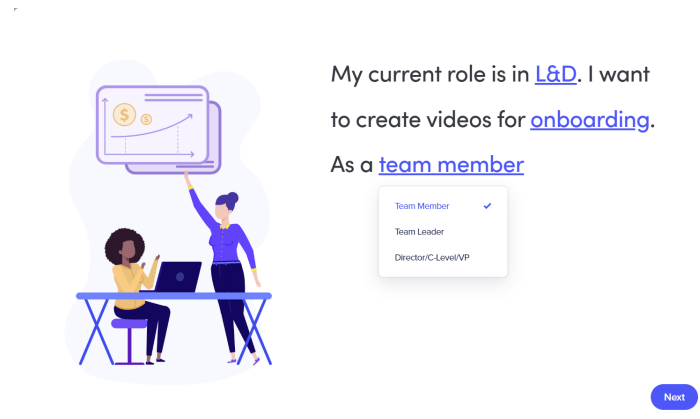 My current role is in L&D. I want
to create videos for onboarding.
As a team member
Team Member
Team Leader
Director/C-Level/VP
Next
$
$